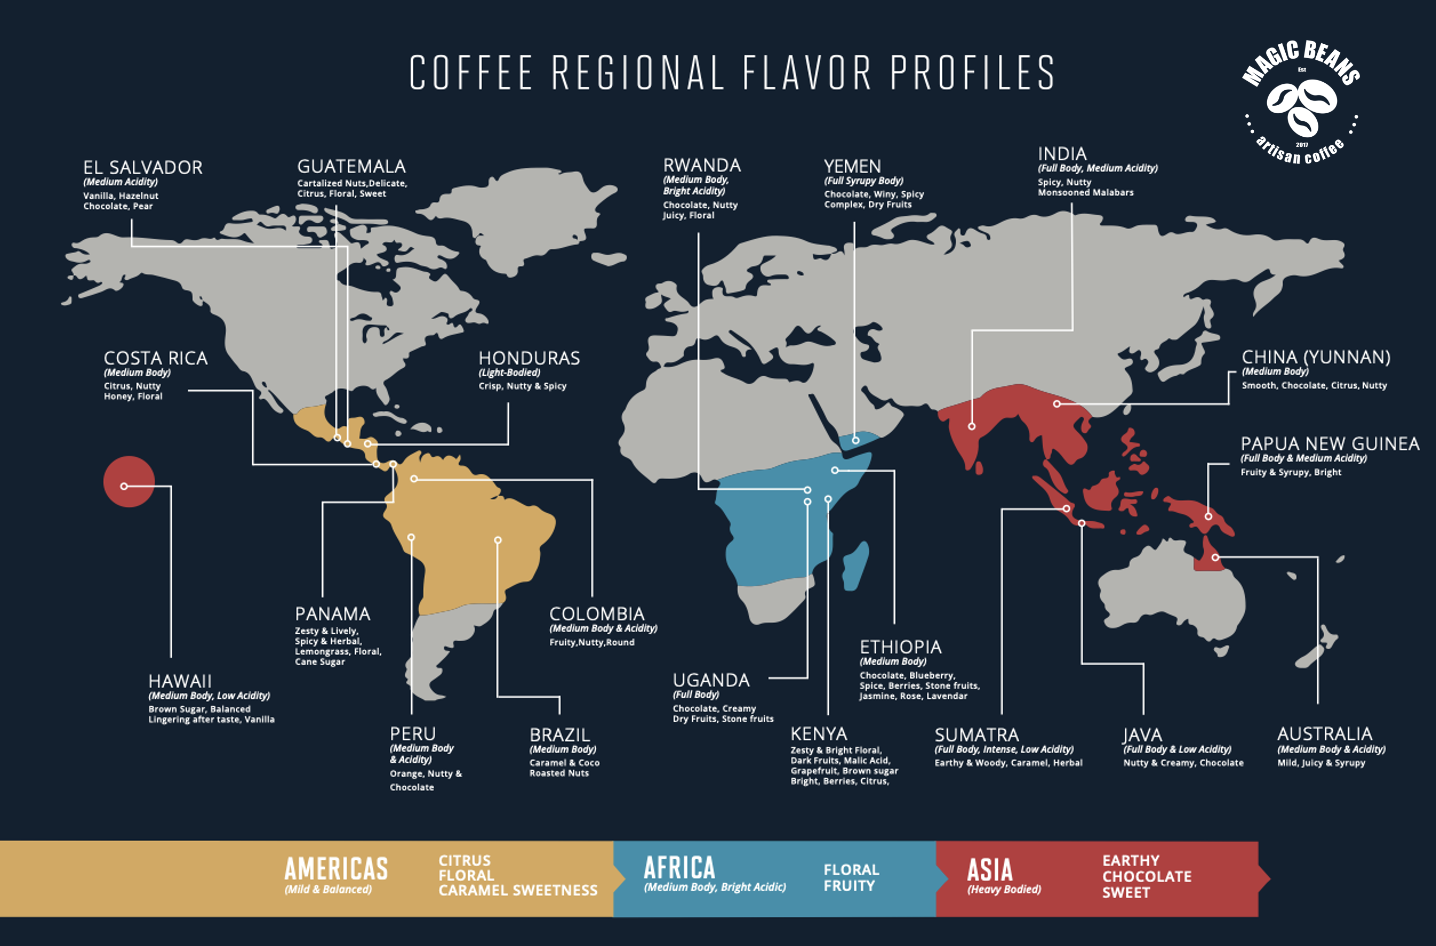 COFFEE REGIONAL FLAVOR PROFILES
MAGIC BEANS
Est
2017
artisan coffee
EL SALVADOR
(Medium Acidity)
Vanilla, Hazelnut
Chocolate, Pear
GUATEMALA
Cartalized Nuts,Delicate,
Citrus, Floral, Sweet
RWANDA
(Medium Body,
Bright Acidity)
Chocolate, Nutty
Juicy, Floral
YEMEN
(Full Syrupy Body)
Chocolate, Winy, Spicy
Complex, Dry Fruits
INDIA
(Full Body, Medium Acidity)
Spicy, Nutty
Monsooned Malabars
COSTA RICA
(Medium Body)
Citrus, Nutty
Honey, Floral
HONDURAS
(Light-Bodied)
Crisp, Nutty & Spicy
CHINA (YUNNAN)
(Medium Body)
Smooth, Chocolate, Citrus, Nutty
PAPUA NEW GUINEA
(Full Body & Medium Acidity)
Fruity & Syrupy, Bright
PANAMA
Zesty & Lively,
Spicy & Herbal,
Lemongrass, Floral,
Cane Sugar
COLOMBIA
(Medium Body & Acidity)
Fruity,Nutty,Round
ETHIOPIA
(Medium Body)
Chocolate, Blueberry,
Spice, Berries, Stone fruits,
Jasmine, Rose, Lavendar
HAWAII
(Medium Body, Low Acidity)
Brown Sugar, Balanced
Lingering after taste, Vanilla
UGANDA
(Full Body)
Chocolate, Creamy
Dry Fruits, Stone fruits
PERU
(Medium Body
& Acidity)
Orange, Nutty &
Chocolate
BRAZIL
(Medium Body)
Caramel & Coco
Roasted Nuts
KENYA
Zesty & Bright Floral,
Dark Fruits, Malic Acid,
Grapefruit, Brown sugar
Bright, Berries, Citrus,
SUMATRA
(Full Body, Intense, Low Acidity)
Earthy & Woody, Caramel, Herbal
JAVA
(Full Body & Low Acidity)
Nutty & Creamy, Chocolate
AUSTRALIA
(Medium Body & Acidity)
Mild, Juicy & Syrupy
AMERICAS
(Mild & Balanced)
CITRUS
FLORAL
CARAMEL SWEETNESS
AFRICA
(Medium Body, Bright Acidic)
FLORAL
FRUITY
ASIA
(Heavy Bodied)
EARTHY
CHOCOLATE
SWEET